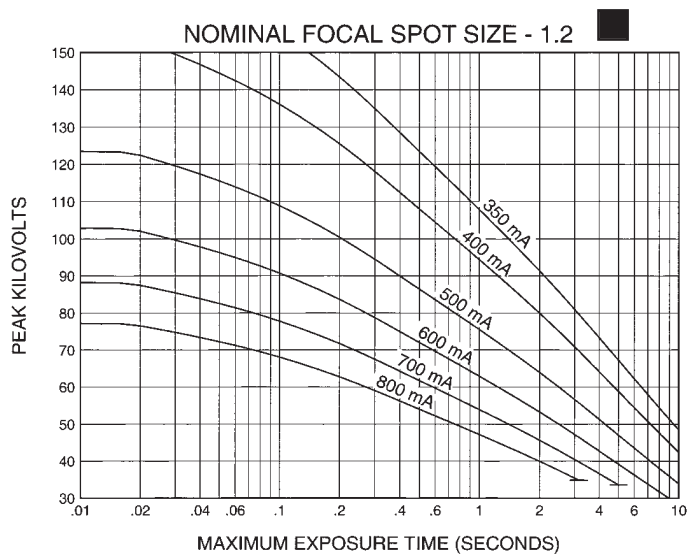 NOMINAL FOCAL SPOT SIZE - 1.2
150
140
130
120
110
100
90
80
70
60
50
40
30
PEAK KILOVOLTS
350 mA
400 mA
500 mA
600 mA
700 mA
800 mA
.01 .02 .04 .06 .1 .2 .4 .6 1 2 4 6 10
MAXIMUM EXPOSURE TIME (SECONDS)